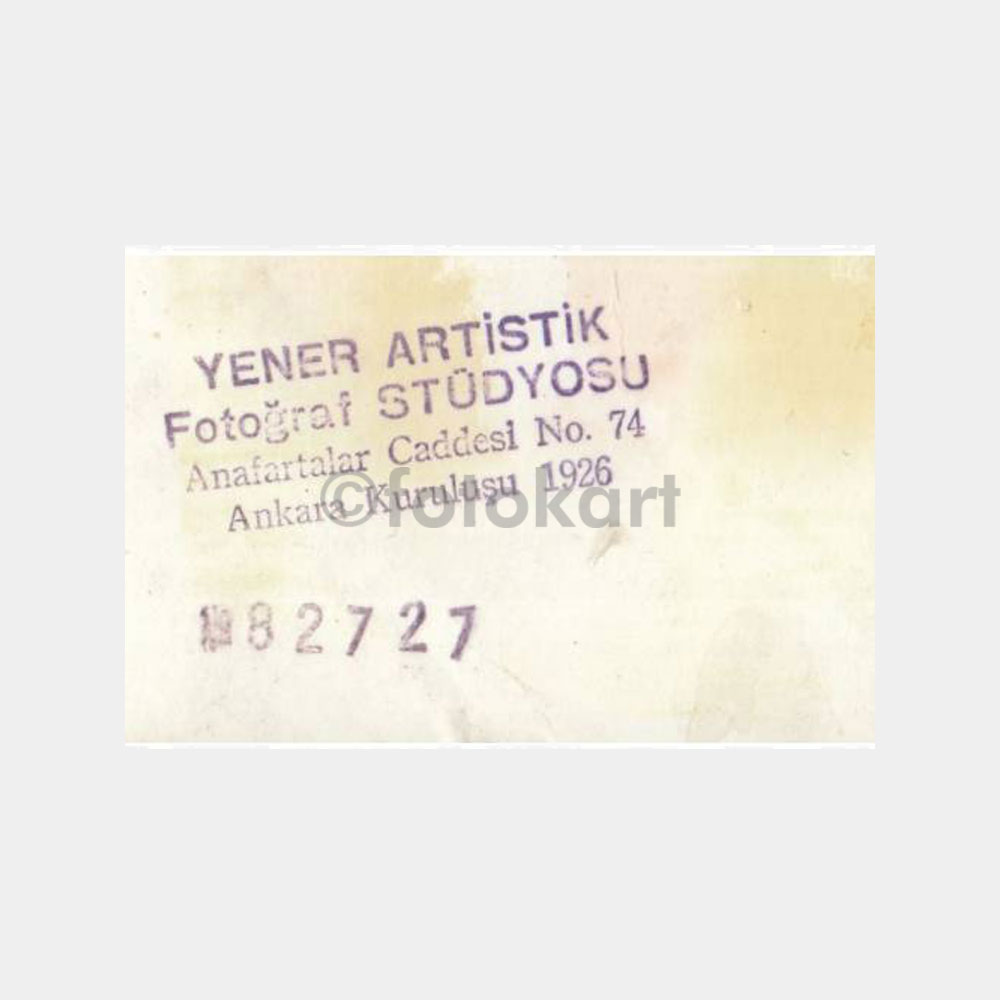 YENER ARTİSTİK
Fotoğraf STÜDYOSU
Anafartalar Caddesi No. 74
Ankara Kuruluşu 1926
©fotokart
82727